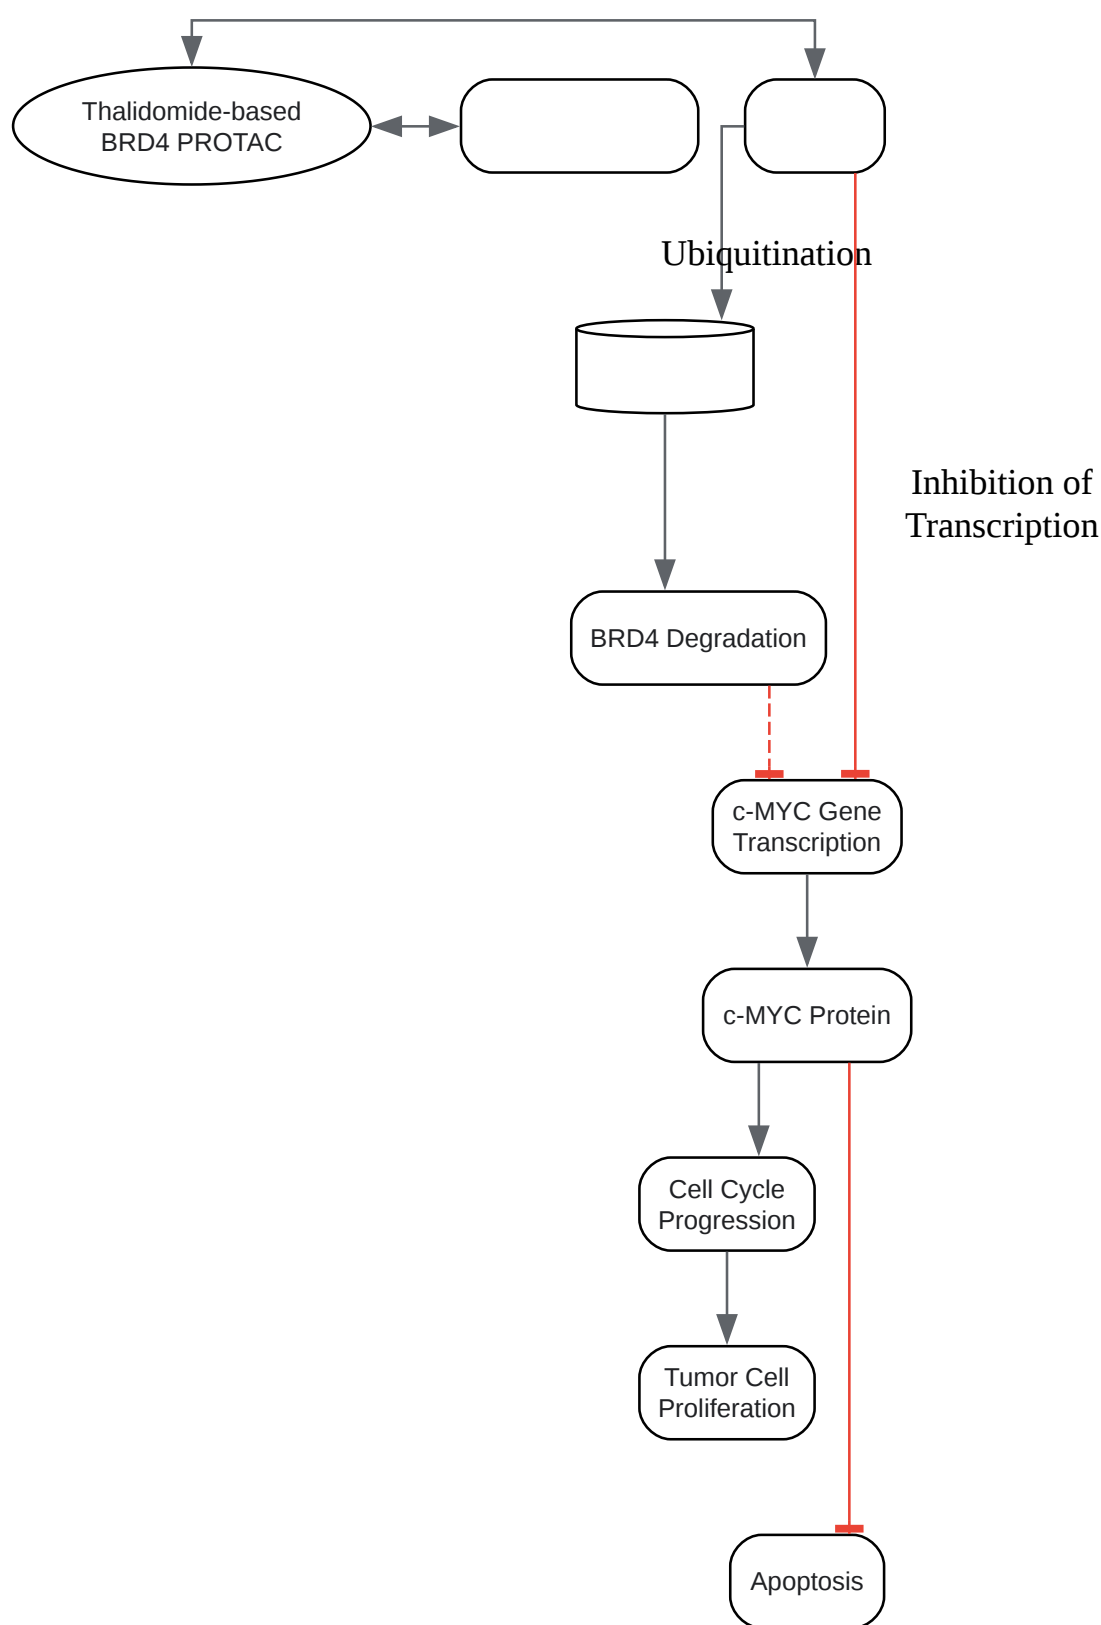 Thalidomide-based
BRD4 PROTAC
Ubiquitination
Inhibition of
Transcription
BRD4 Degradation
c-MYC Gene
Transcription
c-MYC Protein
Cell Cycle
Progression
Tumor Cell
Proliferation
Apoptosis